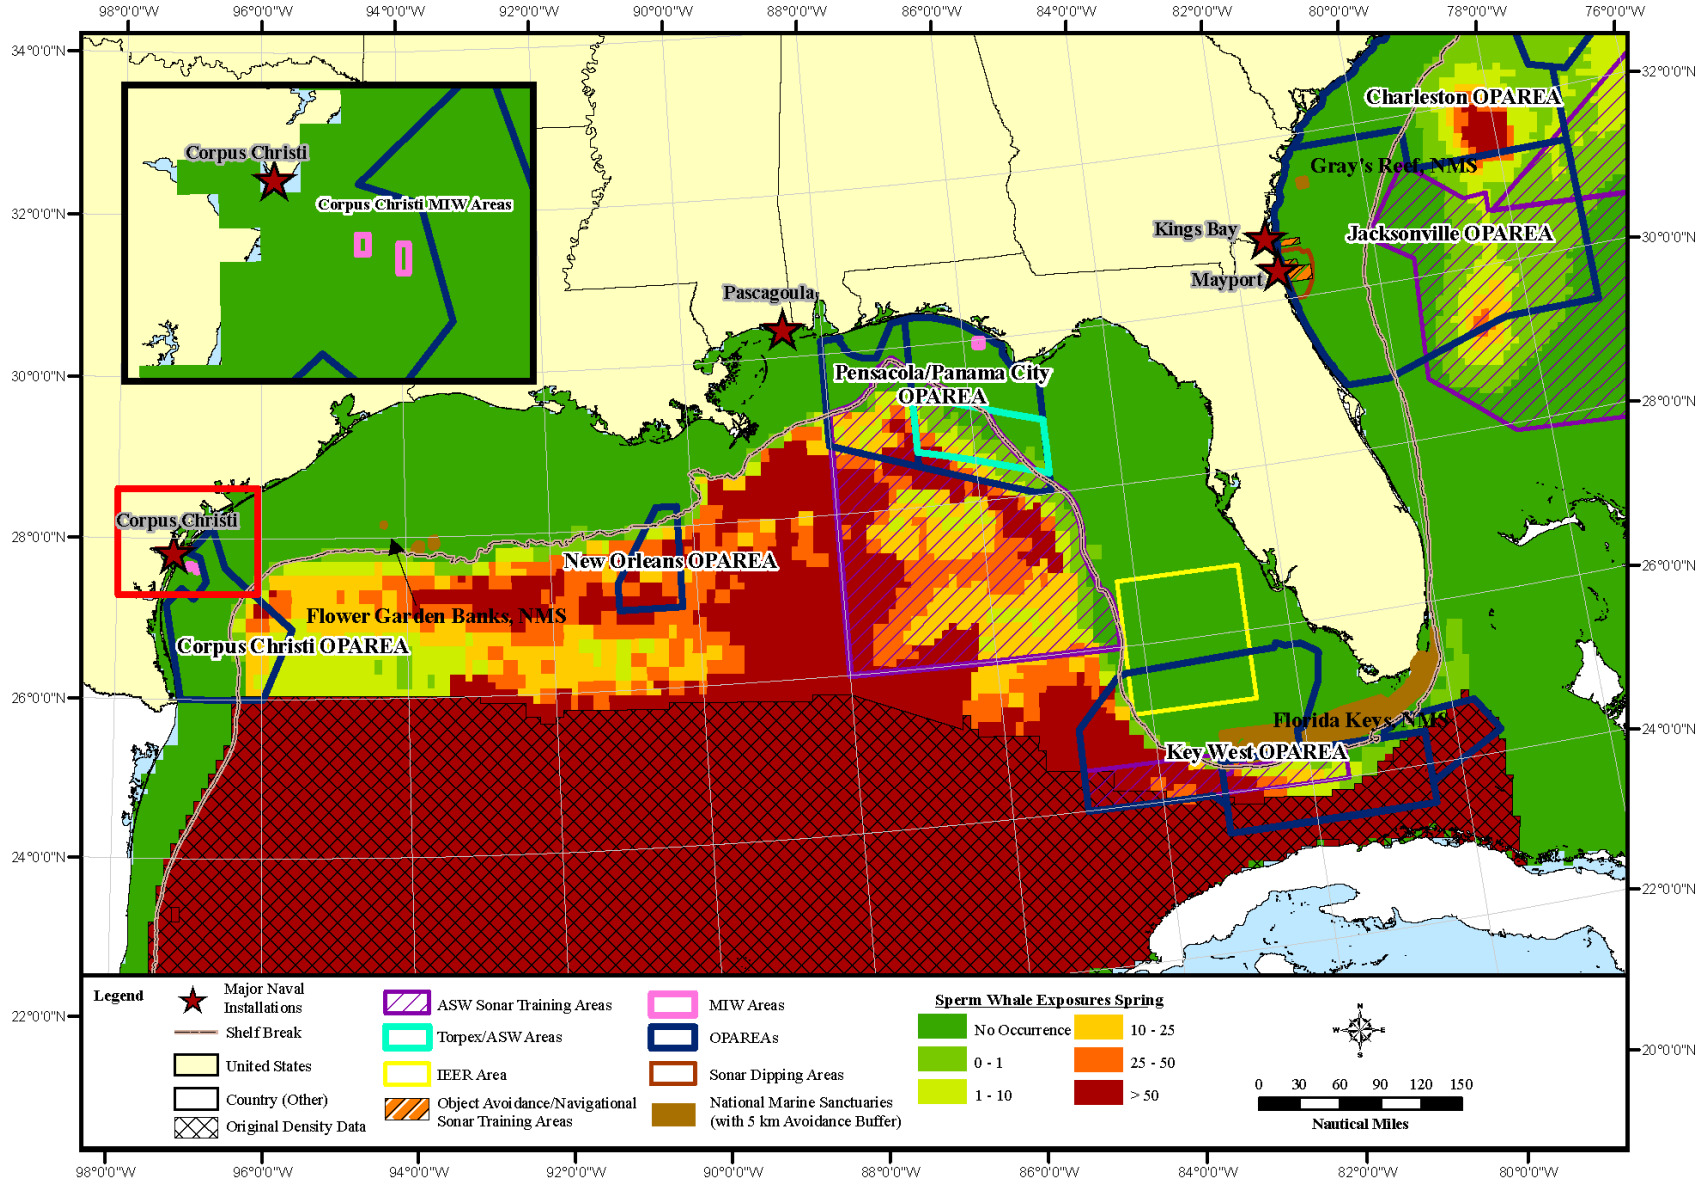 98°0'0"W 96°0'0"W 94°0'0"W 92°0'0"W 90°0'0"W 88°0'0"W 86°0'0"W 84°0'0"W 82°0'0"W 80°0'0"W 78°0'0"W 76°0'0"W
34°0'0"N
32°0'0"N
Charleston OPAREA
Corpus Christi
Gray's Reef, NMS
Corpus Christi MIW Areas
32°0'0"N
Kings Bay
Jacksonville OPAREA
30°0'0"N
Mayport
Pascagoula
30°0'0"N
Pensacola/Panama City
OPAREA
28°0'0"N
Corpus Christi
28°0'0"N
New Orleans OPAREA
26°0'0"N
Flower Garden Banks, NMS
Corpus Christi OPAREA
26°0'0"N
Florida Keys, NMS
24°0'0"N
Key West OPAREA
24°0'0"N
22°0'0"N
22°0'0"N
20°0'0"N
Legend
Major Naval
Installations
Shelf Break
United States
Country (Other)
Original Density Data
ASW Sonar Training Areas
Torpex/ASW Areas
IEER Area
Object Avoidance/Navigational
Sonar Training Areas
MIW Areas
OPAREAs
Sonar Dipping Areas
National Marine Sanctuaries
(with 5 km Avoidance Buffer)
Sperm Whale Exposures Spring
No Occurrence
0 - 1
1 - 10
10 - 25
25 - 50
> 50
N
W E
S
0 30 60 90 120 150
Nautical Miles
98°0'0"W 96°0'0"W 94°0'0"W 92°0'0"W 90°0'0"W 88°0'0"W 86°0'0"W 84°0'0"W 82°0'0"W 80°0'0"W